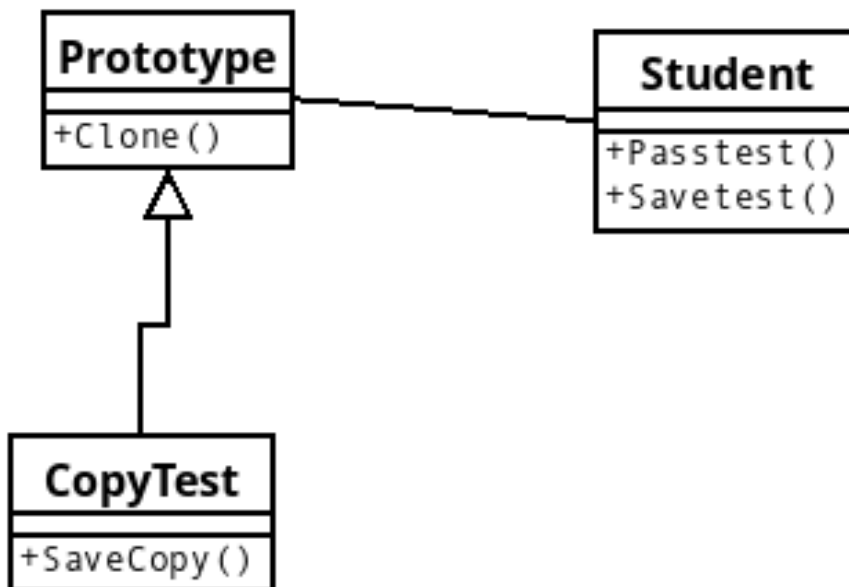 Prototype
+Clone()
Student
+Passtest()
+Savetest()
CopyTest
+SaveCopy()